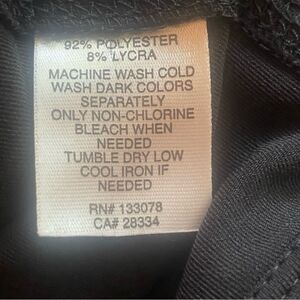 92% POLYESTER
8% LYCRA
MACHINE WASH COLD
WASH DARK COLORS
SEPARATELY
ONLY NON-CHLORINE
BLEACH WHEN
NEEDED
TUMBLE DRY LOW
COOL IRON IF
NEEDED
RN# 133078
CA# 28334